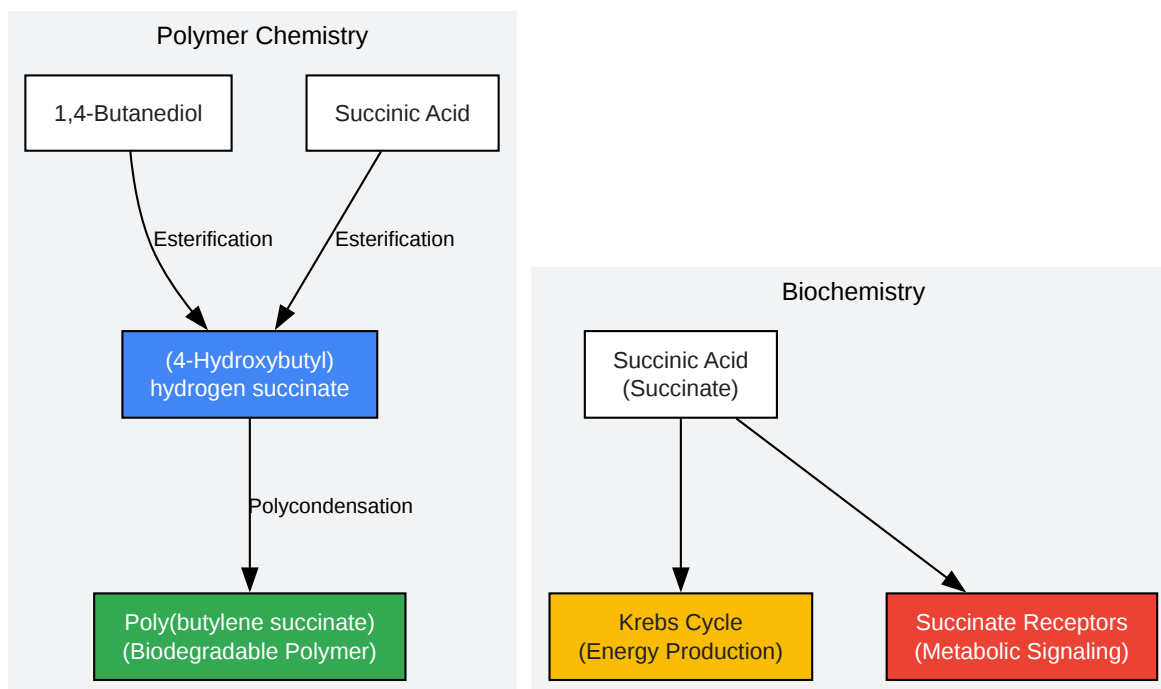 Polymer Chemistry
1,4-Butanediol
Succinic Acid
Esterification
Esterification
(4-Hydroxybutyl)
hydrogen succinate
Polycondensation
Poly(butylene succinate)
(Biodegradable Polymer)
Biochemistry
Succinic Acid
(Succinate)
Krebs Cycle
(Energy Production)
Succinate Receptors
(Metabolic Signaling)